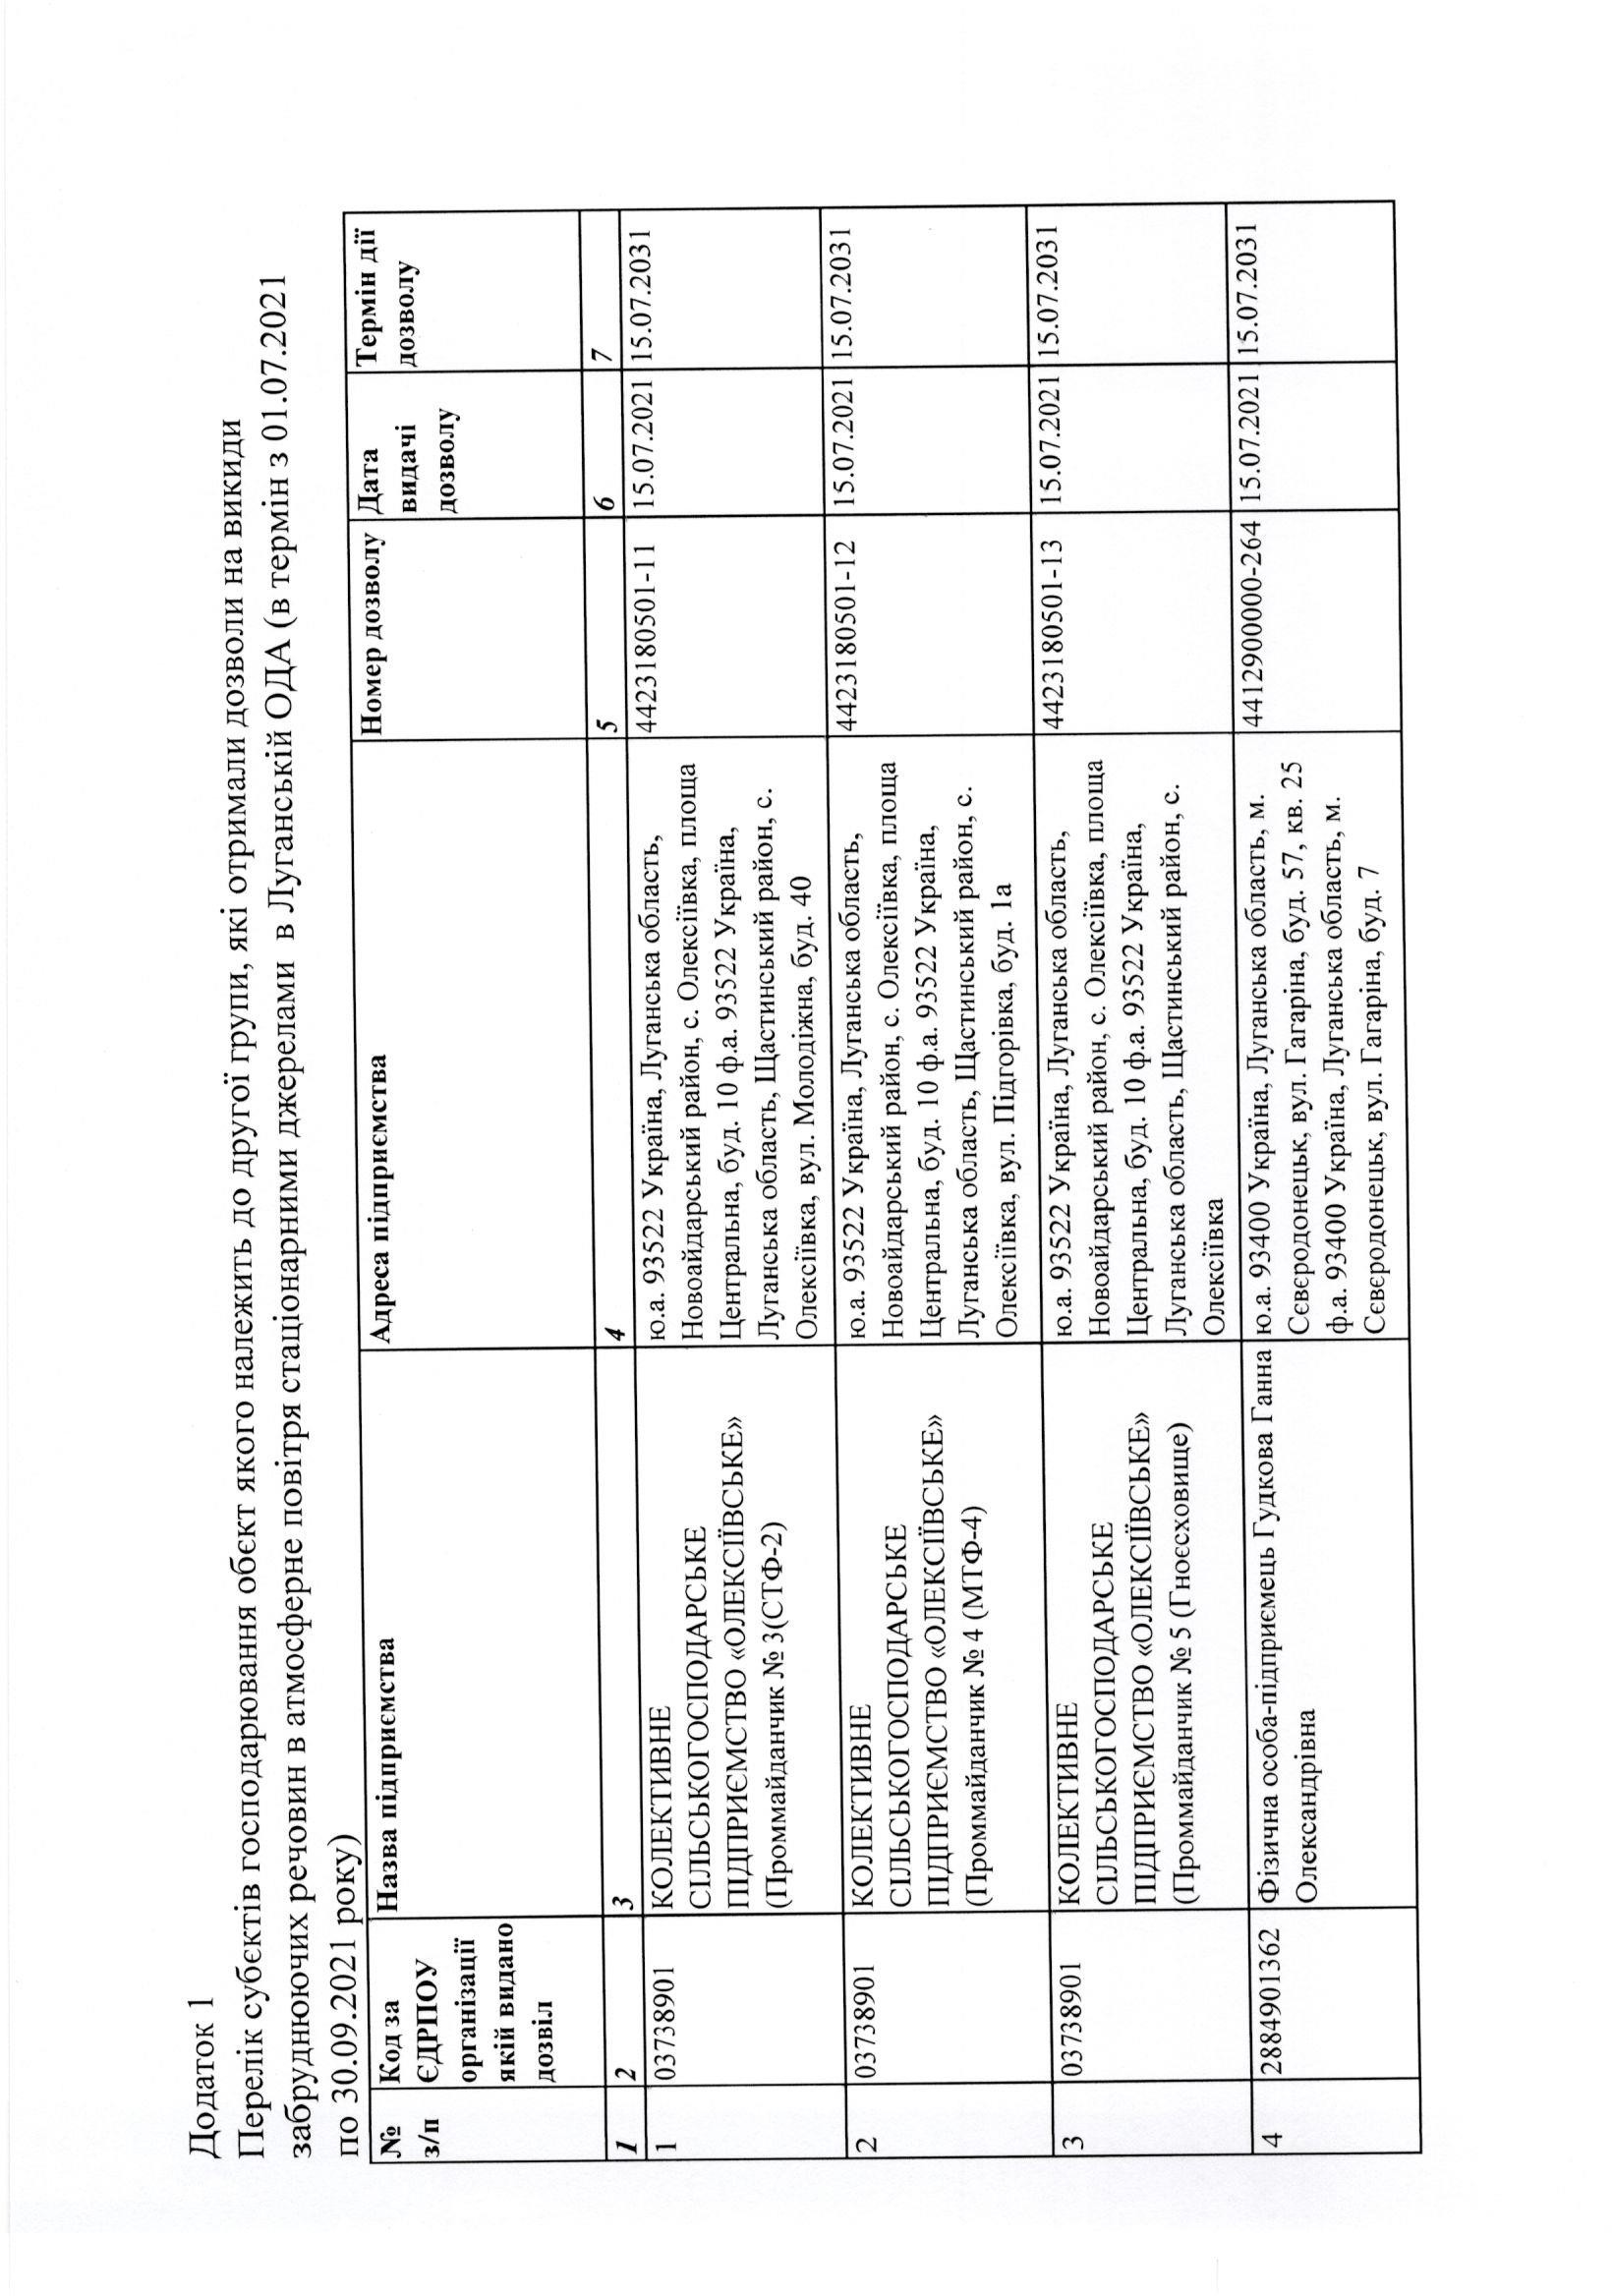 Додаток 1
Перелік субєктів господарювання обєкт якого належить до другої групи, які отримали дозволи на викиди
забруднюючих речовин в атмосферне повітря стаціонарними джерелами в Луганській ОДА (в термін з 01.07.2021
по 30.09.2021 року)
№
з/п
Код за
ЄДРПОУ
організації
якій видано
дозвіл
Назва підприємства
Адреса підприємства
Номер дозволу
Дата
видачі
дозволу
Термін дії
дозволу
1
2
3
4
5
6
7
1
03738901
КОЛЕКТИВНЕ
СІЛЬСЬКОГОСПОДАРСЬКЕ
ПІДПРИЄМСТВО «ОЛЕКСІЇВСЬКЕ»
(Проммайданчик № 3(СТФ-2)
ю.а. 93522 Україна, Луганська область,
Новоайдарський район, с. Олексіївка, площа
Центральна, буд. 10 ф.а. 93522 Україна,
Луганська область, Щастинський район, с.
Олексіївка, вул. Молодіжна, буд. 40
4423180501-11
15.07.2021
15.07.2031
2
03738901
КОЛЕКТИВНЕ
СІЛЬСЬКОГОСПОДАРСЬКЕ
ПІДПРИЄМСТВО «ОЛЕКСІЇВСЬКЕ»
(Проммайданчик № 4 (МТФ-4)
ю.а. 93522 Україна, Луганська область,
Новоайдарський район, с. Олексіївка, площа
Центральна, буд. 10 ф.а. 93522 Україна,
Луганська область, Щастинський район, с.
Олексіївка, вул. Підгорівка, буд. 1а
4423180501-12
15.07.2021
15.07.2031
3
03738901
КОЛЕКТИВНЕ
СІЛЬСЬКОГОСПОДАРСЬКЕ
ПІДПРИЄМСТВО «ОЛЕКСІЇВСЬКЕ»
(Проммайданчик № 5 (Гноєсховище)
ю.а. 93522 Україна, Луганська область,
Новоайдарський район, с. Олексіївка, площа
Центральна, буд. 10 ф.а. 93522 Україна,
Луганська область, Щастинський район, с.
Олексіївка
4423180501-13
15.07.2021
15.07.2031
4
2884901362
Фізична особа-підприємець Гудкова Ганна
Олександрівна
ю.а. 93400 Україна, Луганська область, м.
Сєвєродонецьк, вул. Гагаріна, буд. 57, кв. 25
ф.а. 93400 Україна, Луганська область, м.
Сєвєродонецьк, вул. Гагаріна, буд. 7
4412900000-264
15.07.2021
15.07.2031